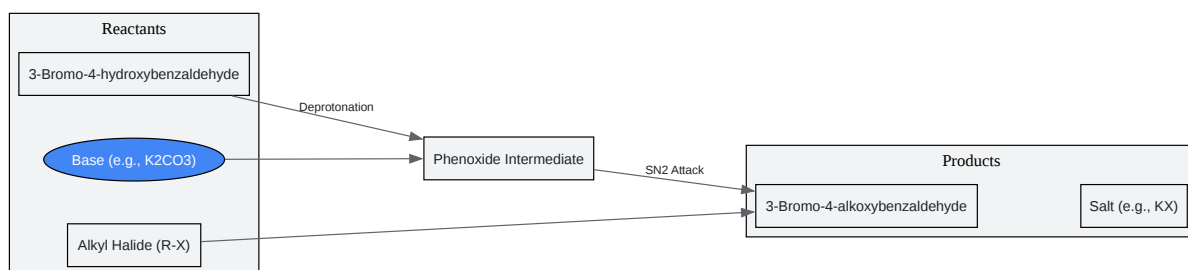 Reactants
3-Bromo-4-hydroxybenzaldehyde
Deprotonation
Base (e.g., K2CO3)
Phenoxide Intermediate
SN2 Attack
Products
3-Bromo-4-alkoxybenzaldehyde
Salt (e.g., KX)
Alkyl Halide (R-X)